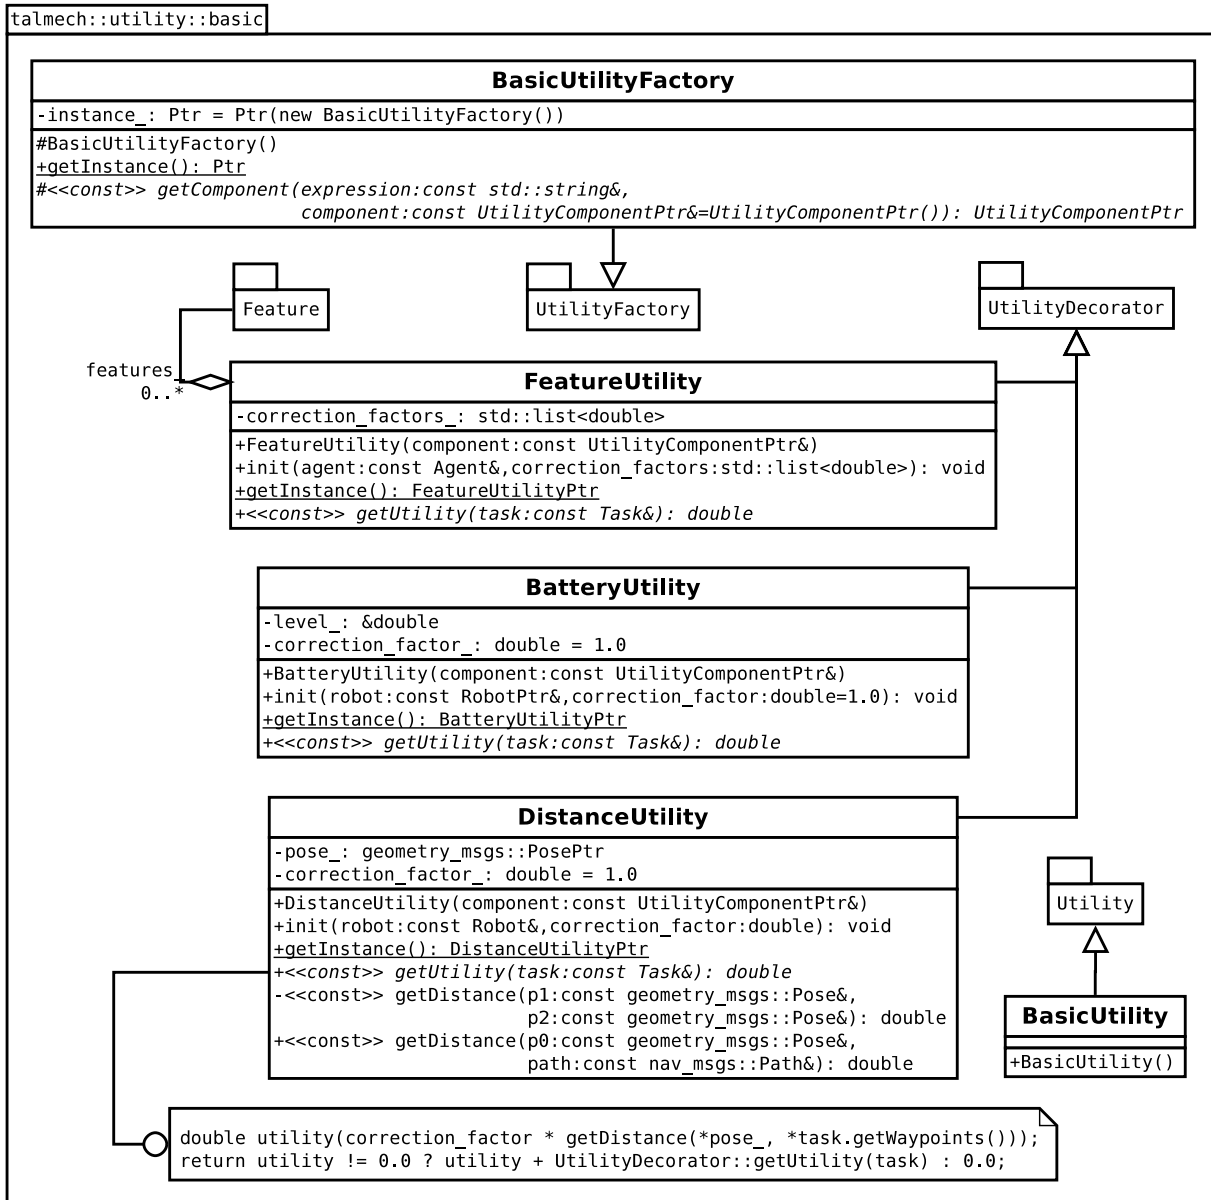 talmech::utility::basic
BasicUtilityFactory
-instance_: Ptr = Ptr(new BasicUtilityFactory())
#BasicUtilityFactory()
+getInstance(): Ptr
#<<const>> getComponent(expression:const std::string&,
component:const UtilityComponentPtr&=UtilityComponentPtr()): UtilityComponentPtr
Feature
UtilityFactory
UtilityDecorator
features_
0..*
FeatureUtility
-correction_factors_: std::list<double>
+FeatureUtility(component:const UtilityComponentPtr&)
+init(agent:const Agent&,correction_factors:std::list<double>): void
+getInstance(): FeatureUtilityPtr
+<<const>> getUtility(task:const Task&): double
BatteryUtility
-level_: &double
-correction_factor_: double = 1.0
+BatteryUtility(component:const UtilityComponentPtr&)
+init(robot:const RobotPtr&,correction_factor:double=1.0): void
+getInstance(): BatteryUtilityPtr
+<<const>> getUtility(task:const Task&): double
DistanceUtility
-pose_: geometry_msgs::PosePtr
-correction_factor_: double = 1.0
+DistanceUtility(component:const UtilityComponentPtr&)
+init(robot:const Robot&,correction_factor:double): void
+getInstance(): DistanceUtilityPtr
+<<const>> getUtility(task:const Task&): double
-<<const>> getDistance(p1:const geometry_msgs::Pose&,
p2:const geometry_msgs::Pose&): double
+<<const>> getDistance(p0:const geometry_msgs::Pose&,
path:const nav_msgs::Path&): double
Utility
BasicUtility
+BasicUtility()
double utility(correction_factor * getDistance(*pose_, *task.getWaypoints()));
return utility != 0.0 ? utility + UtilityDecorator::getUtility(task) : 0.0;